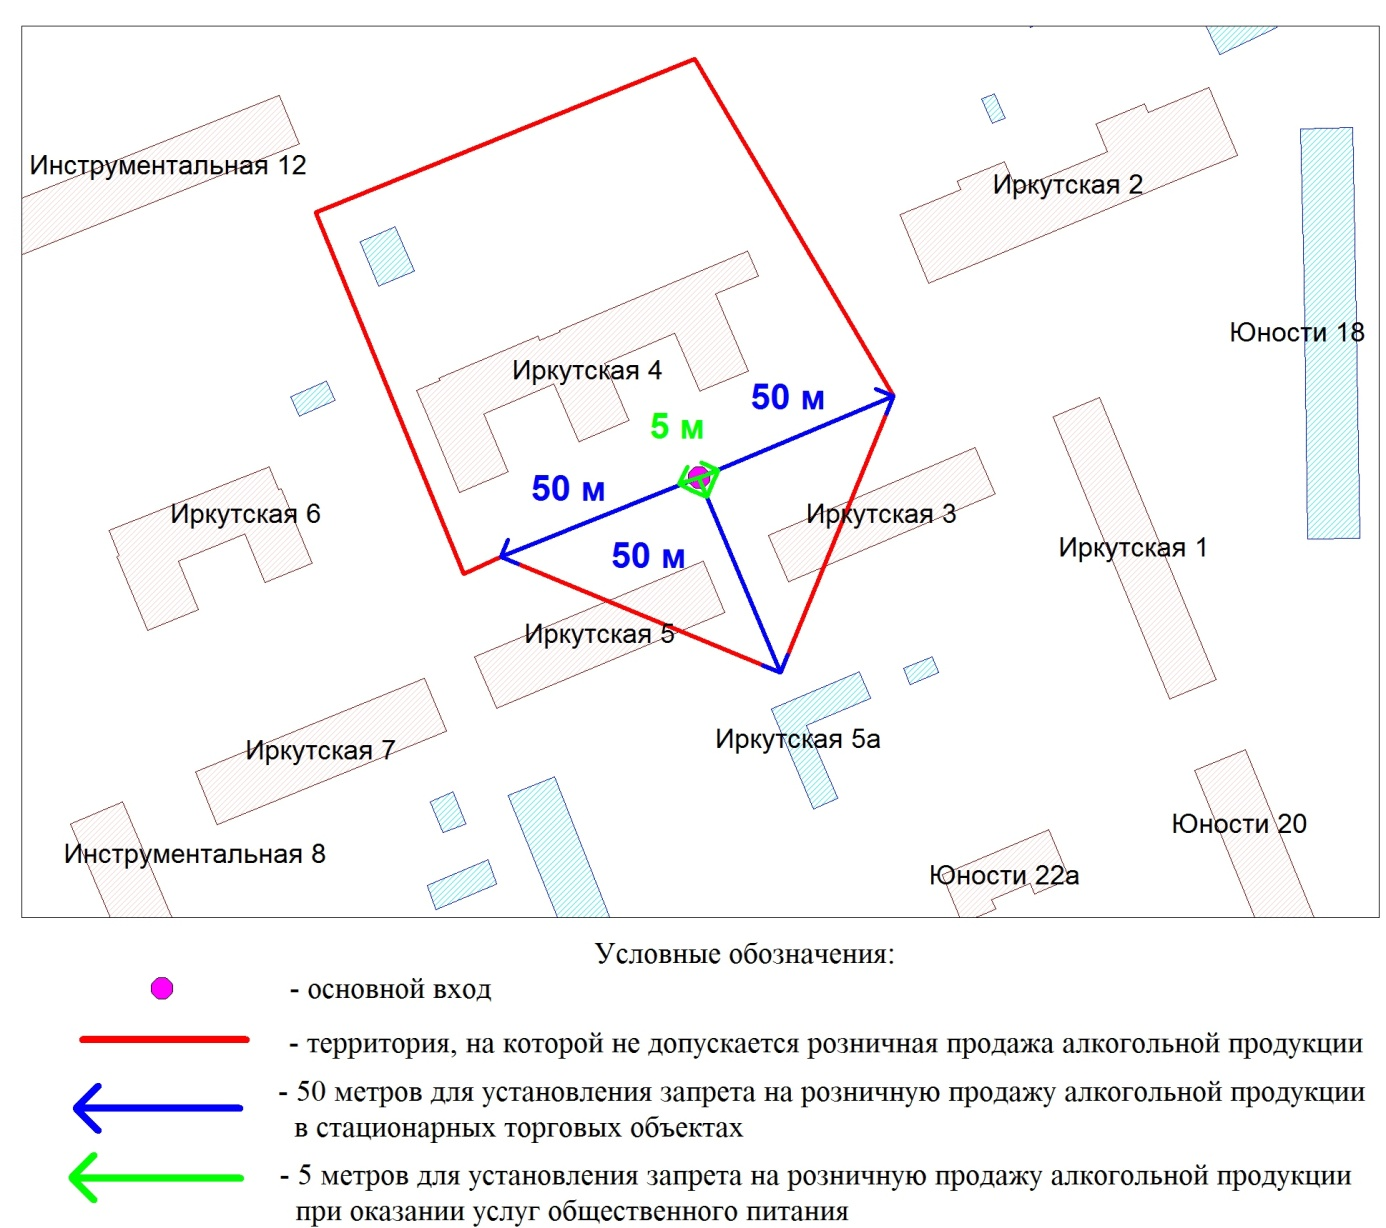 Инструментальная 12
Иркутская 2
Юности 18
Иркутская 4
50 м
5 м
50 м
Иркутская 6
Иркутская 3
50 м
Иркутская 1
Иркутская 5
Иркутская 5а
Иркутская 7
Юности 20
Инструментальная 8
Юности 22а
Условные обозначения:
- основной вход
- территория, на которой не допускается розничная продажа алкогольной продукции
- 50 метров для установления запрета на розничную продажу алкогольной продукции
в стационарных торговых объектах
- 5 метров для установления запрета на розничную продажу алкогольной продукции
при оказании услуг общественного питания